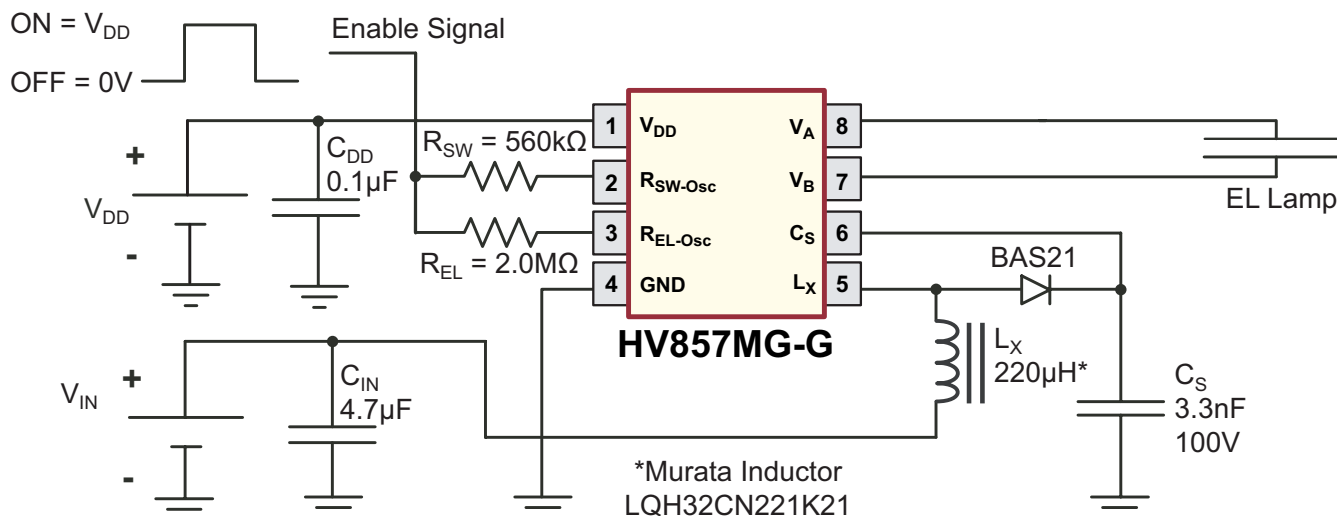 ON = VDD
OFF = 0V
Enable Signal
1 VDD
2 RSW-Osc
3 REL-Osc
4 GND
VA 8
VB 7
CS 6
LX 5
HV857MG-G
RSW = 560kΩ
REL = 2.0MΩ
CDD
0.1µF
+
VDD
-
+
VIN
-
CIN
4.7µF
EL Lamp
BAS21
LX
220µH*
CS
3.3nF
100V
*Murata Inductor
LQH32CN221K21